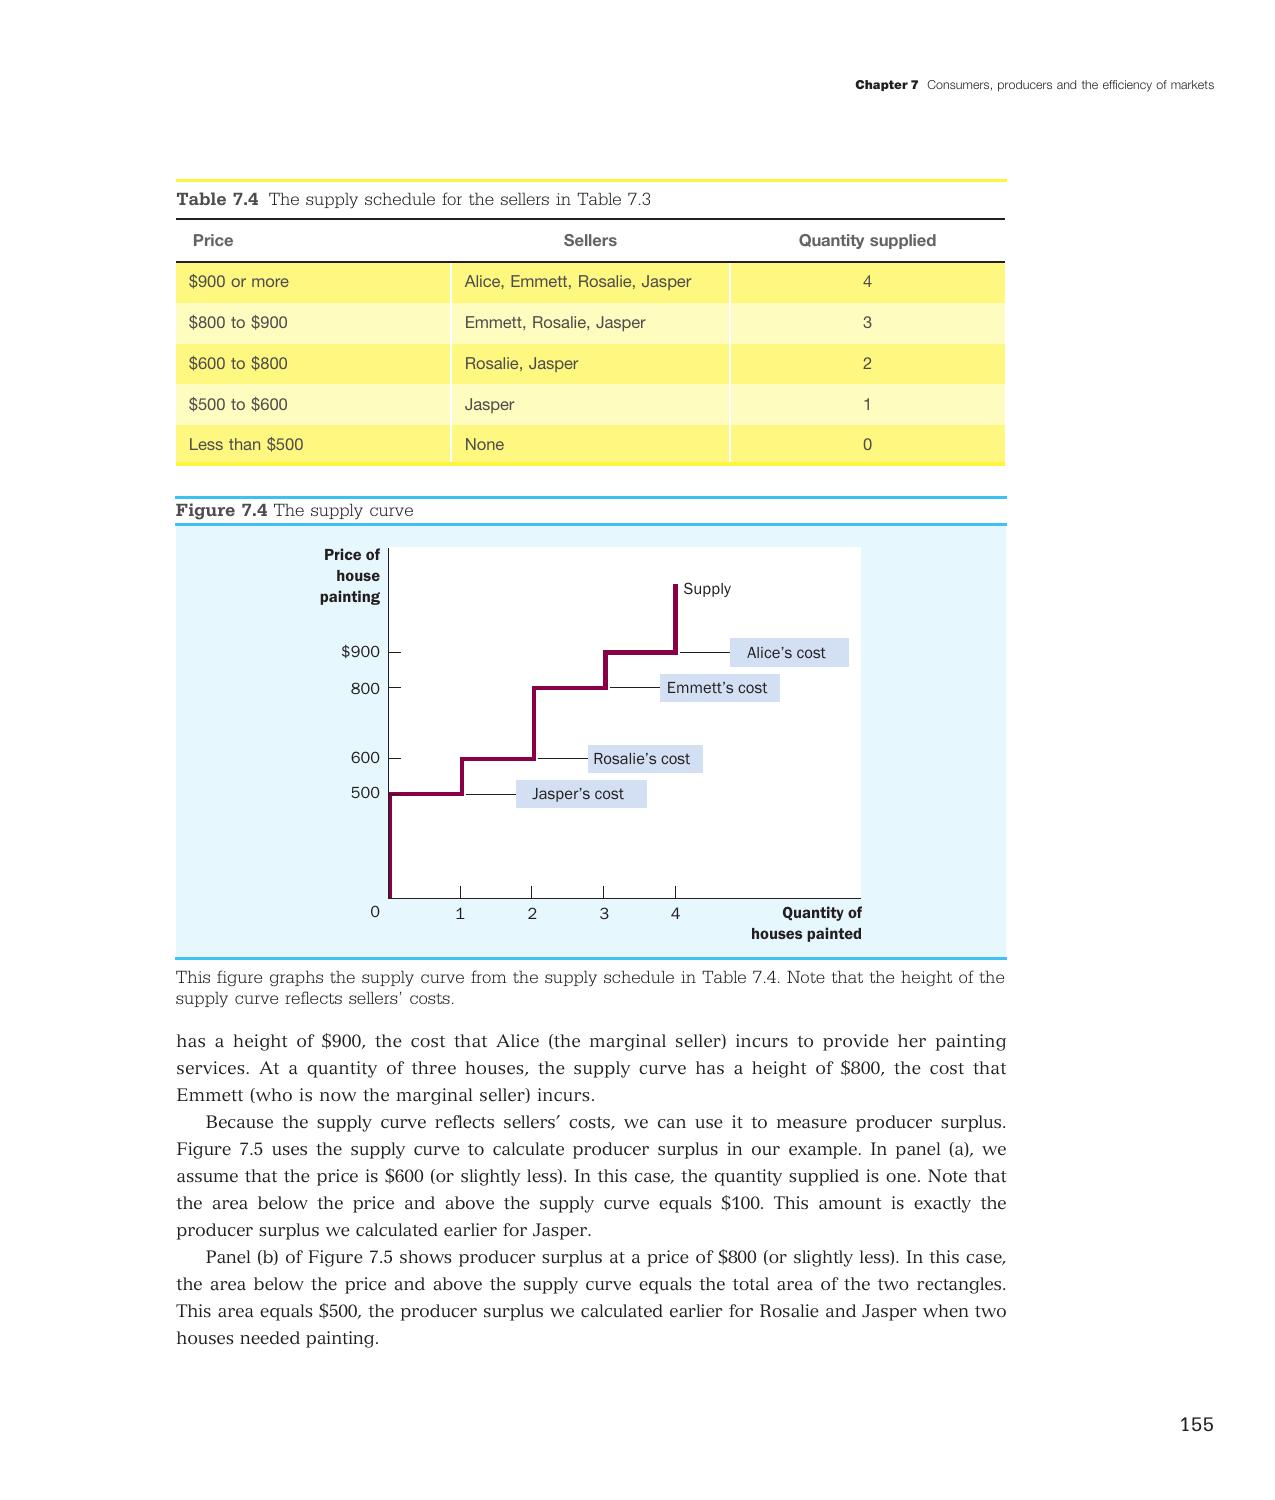 Chapter 7 Consumers, producers and the efficiency of markets
Table 7.4 The supply schedule for the sellers in Table 7.3
Price Sellers Quantity supplied
$900 or more Alice, Emmett, Rosalie, Jasper 4
$800 to $900 Emmett, Rosalie, Jasper 3
$600 to $800 Rosalie, Jasper 2
$500 to $600 Jasper 1
Less than $500 None 0
Figure 7.4 The supply curve
Price of
house
painting
Supply
$900
Alice’s cost
800
Emmett’s cost
600
Rosalie’s cost
500
Jasper’s cost
0 1 2 3 4
Quantity of
houses painted
This figure graphs the supply curve from the supply schedule in Table 7.4. Note that the height of the
supply curve reflects sellers’ costs.
has a height of $900, the cost that Alice (the marginal seller) incurs to provide her painting
services. At a quantity of three houses, the supply curve has a height of $800, the cost that
Emmett (who is now the marginal seller) incurs.
Because the supply curve reflects sellers’ costs, we can use it to measure producer surplus.
Figure 7.5 uses the supply curve to calculate producer surplus in our example. In panel (a), we
assume that the price is $600 (or slightly less). In this case, the quantity supplied is one. Note that
the area below the price and above the supply curve equals $100. This amount is exactly the
producer surplus we calculated earlier for Jasper.
Panel (b) of Figure 7.5 shows producer surplus at a price of $800 (or slightly less). In this case,
the area below the price and above the supply curve equals the total area of the two rectangles.
This area equals $500, the producer surplus we calculated earlier for Rosalie and Jasper when two
houses needed painting.
155